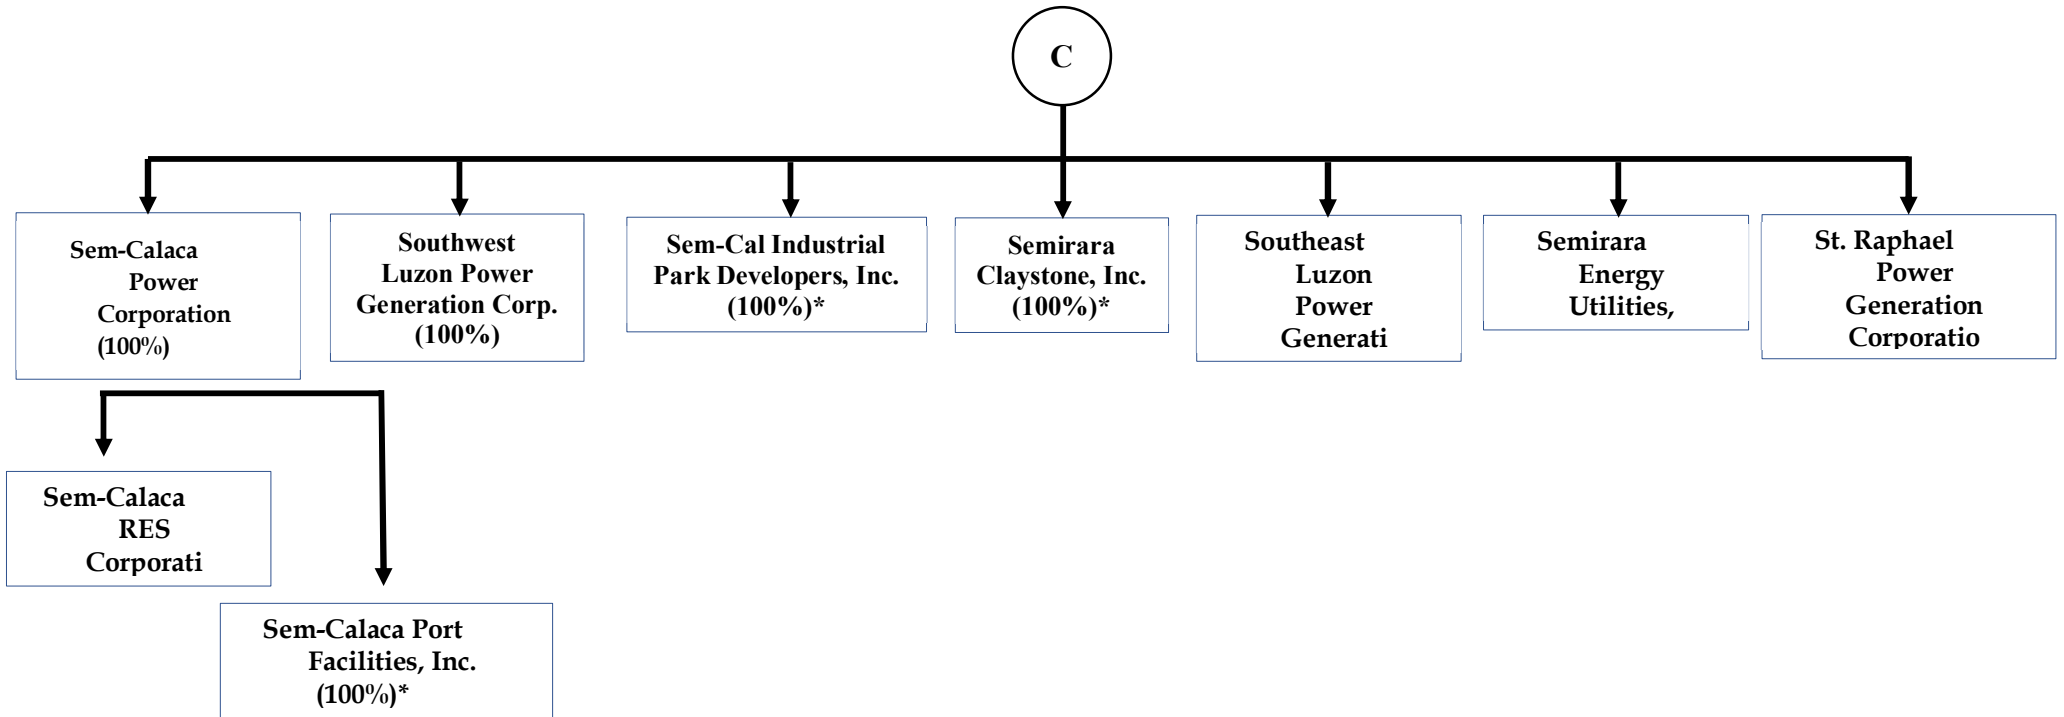 C
Sem-Calaca
Power
Corporation
(100%)
Southwest
Luzon Power
Generation Corp.
(100%)
Sem-Cal Industrial
Park Developers, Inc.
(100%)*
Semirara
Claystone, Inc.
(100%)*
Southeast
Luzon
Power
Generati
Semirara
Energy
Utilities,
St. Raphael
Power
Generation
Corporatio
Sem-Calaca
RES
Corporati
Sem-Calaca Port
Facilities, Inc.
(100%)*